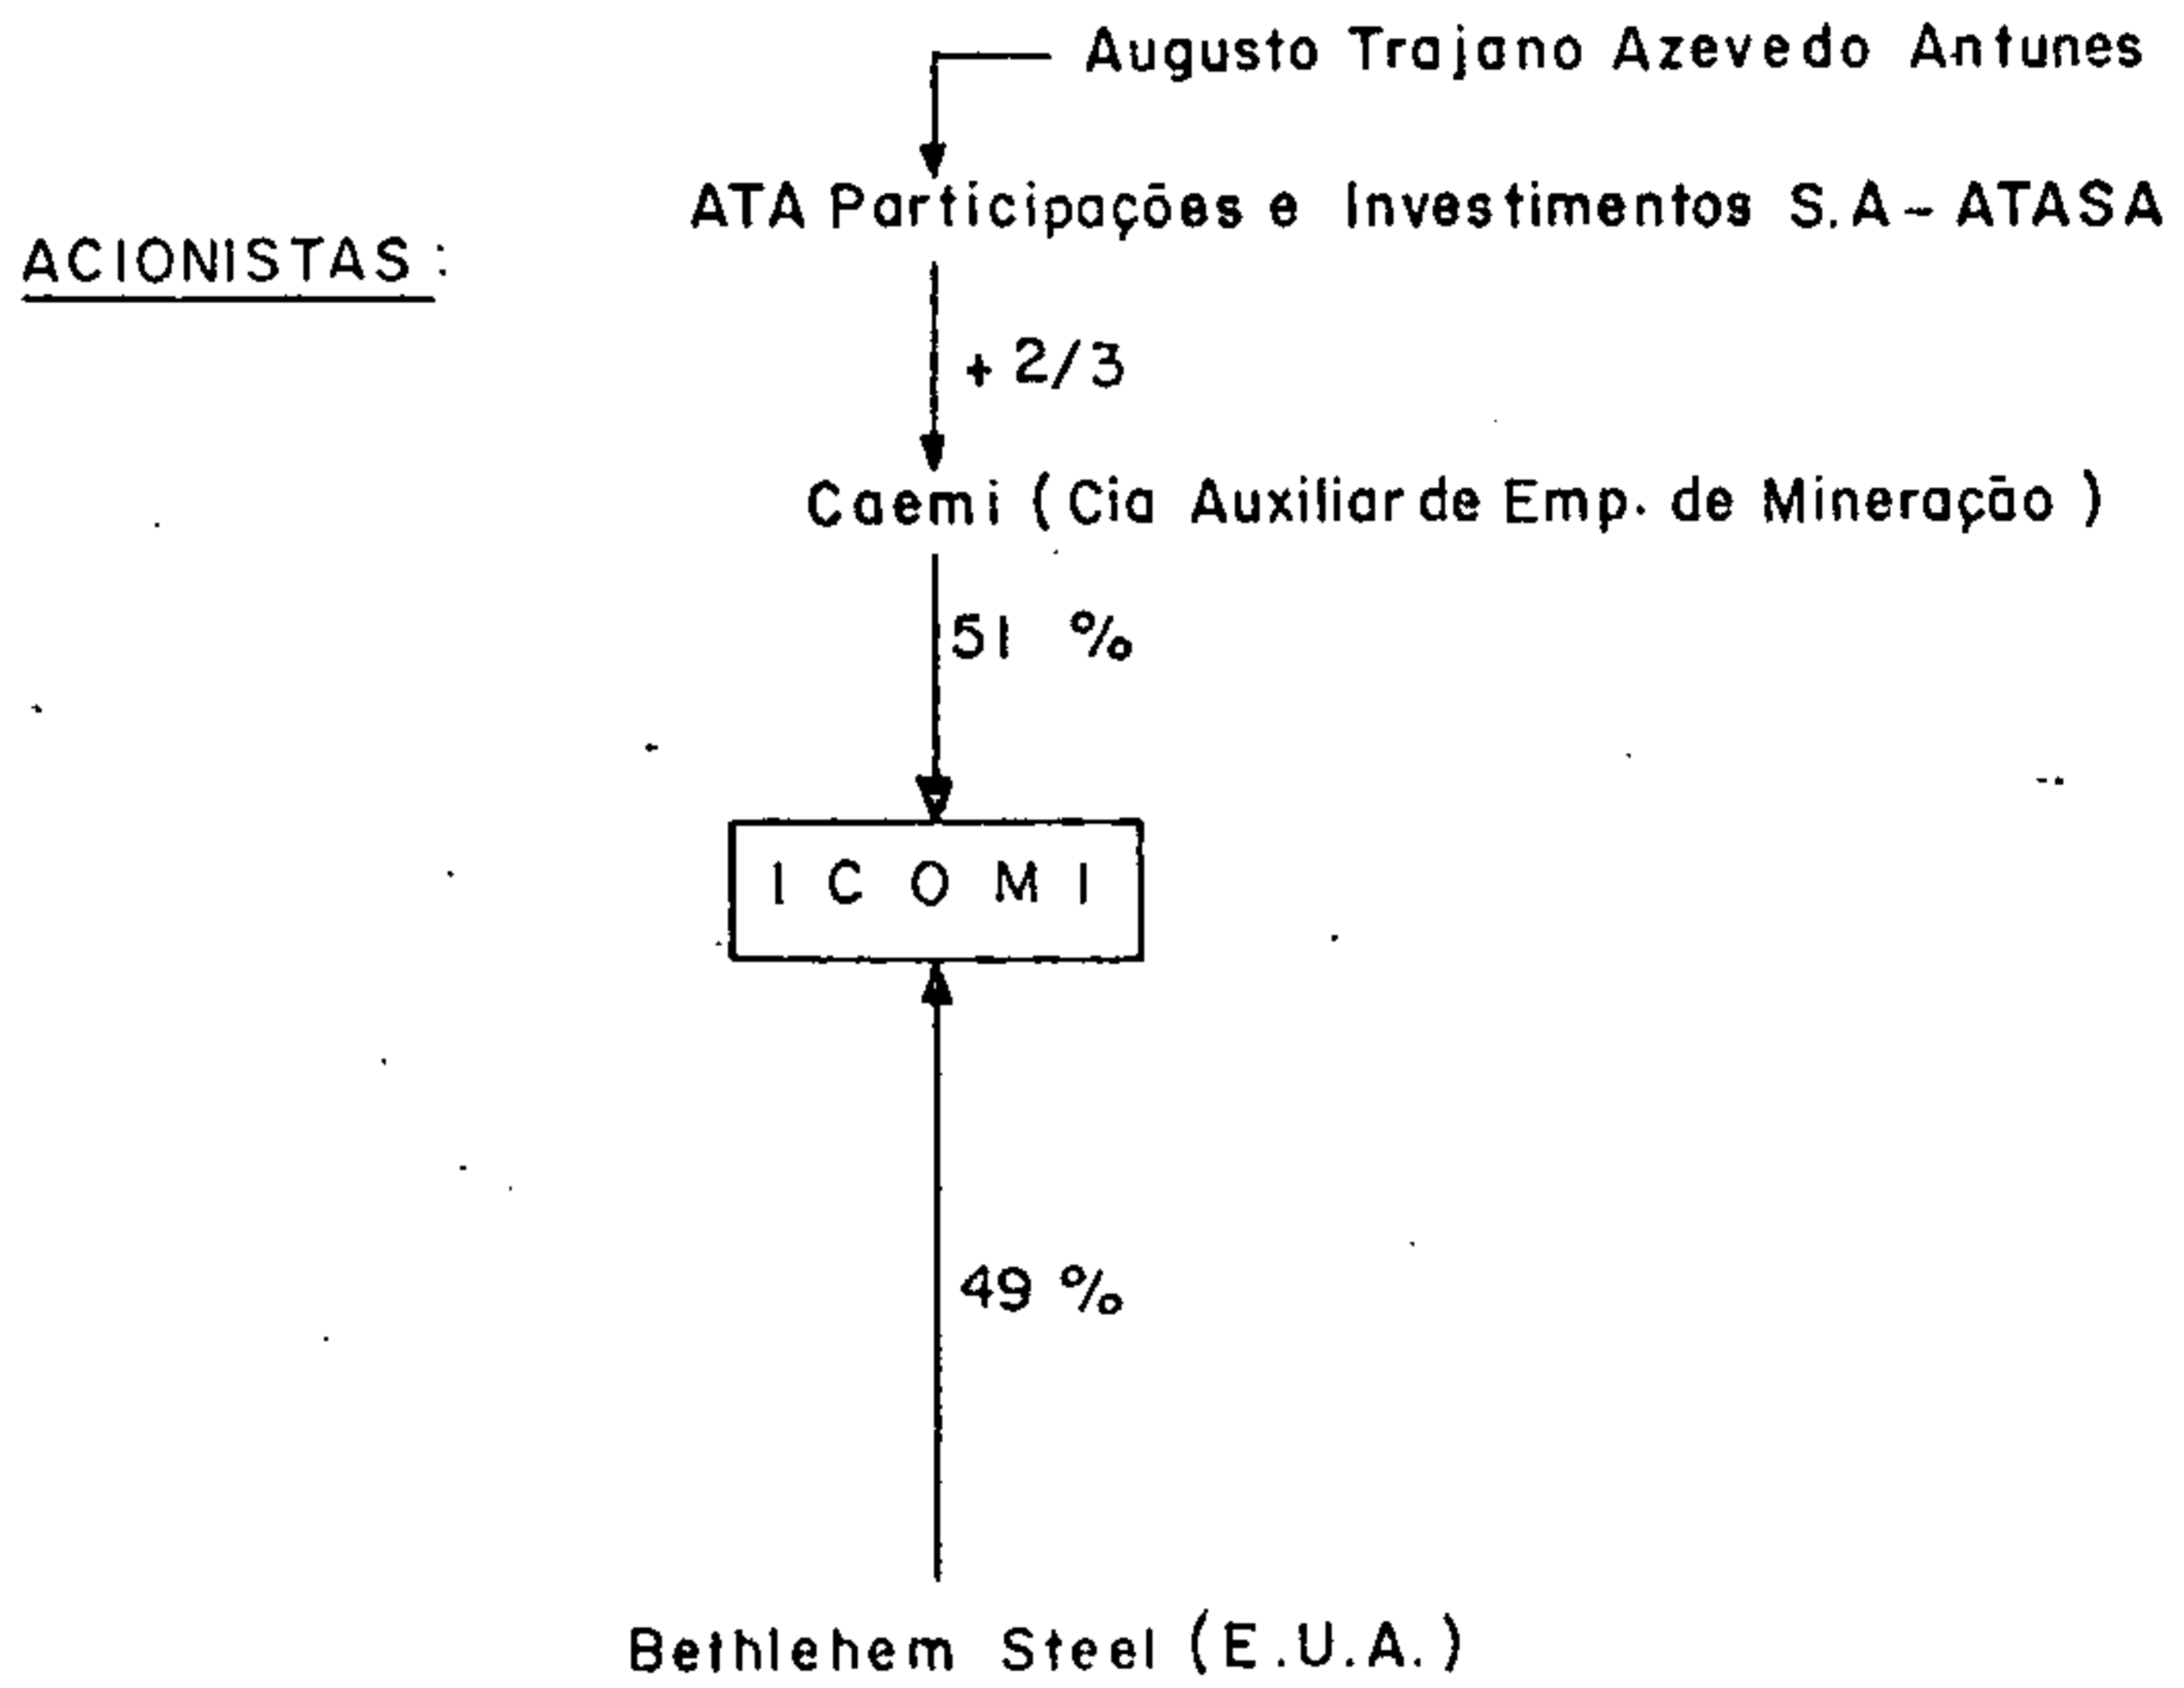 Augusto Trajano Azevedo Antunes
ATA Participações e Investimentos S.A - ATASA
ACIONISTAS :
+ 2/3
Caemi (Cia Auxiliar de Emp. de Mineração )
51 %
I C O M I
49 %
Bethlehem Steel (E.U.A.)